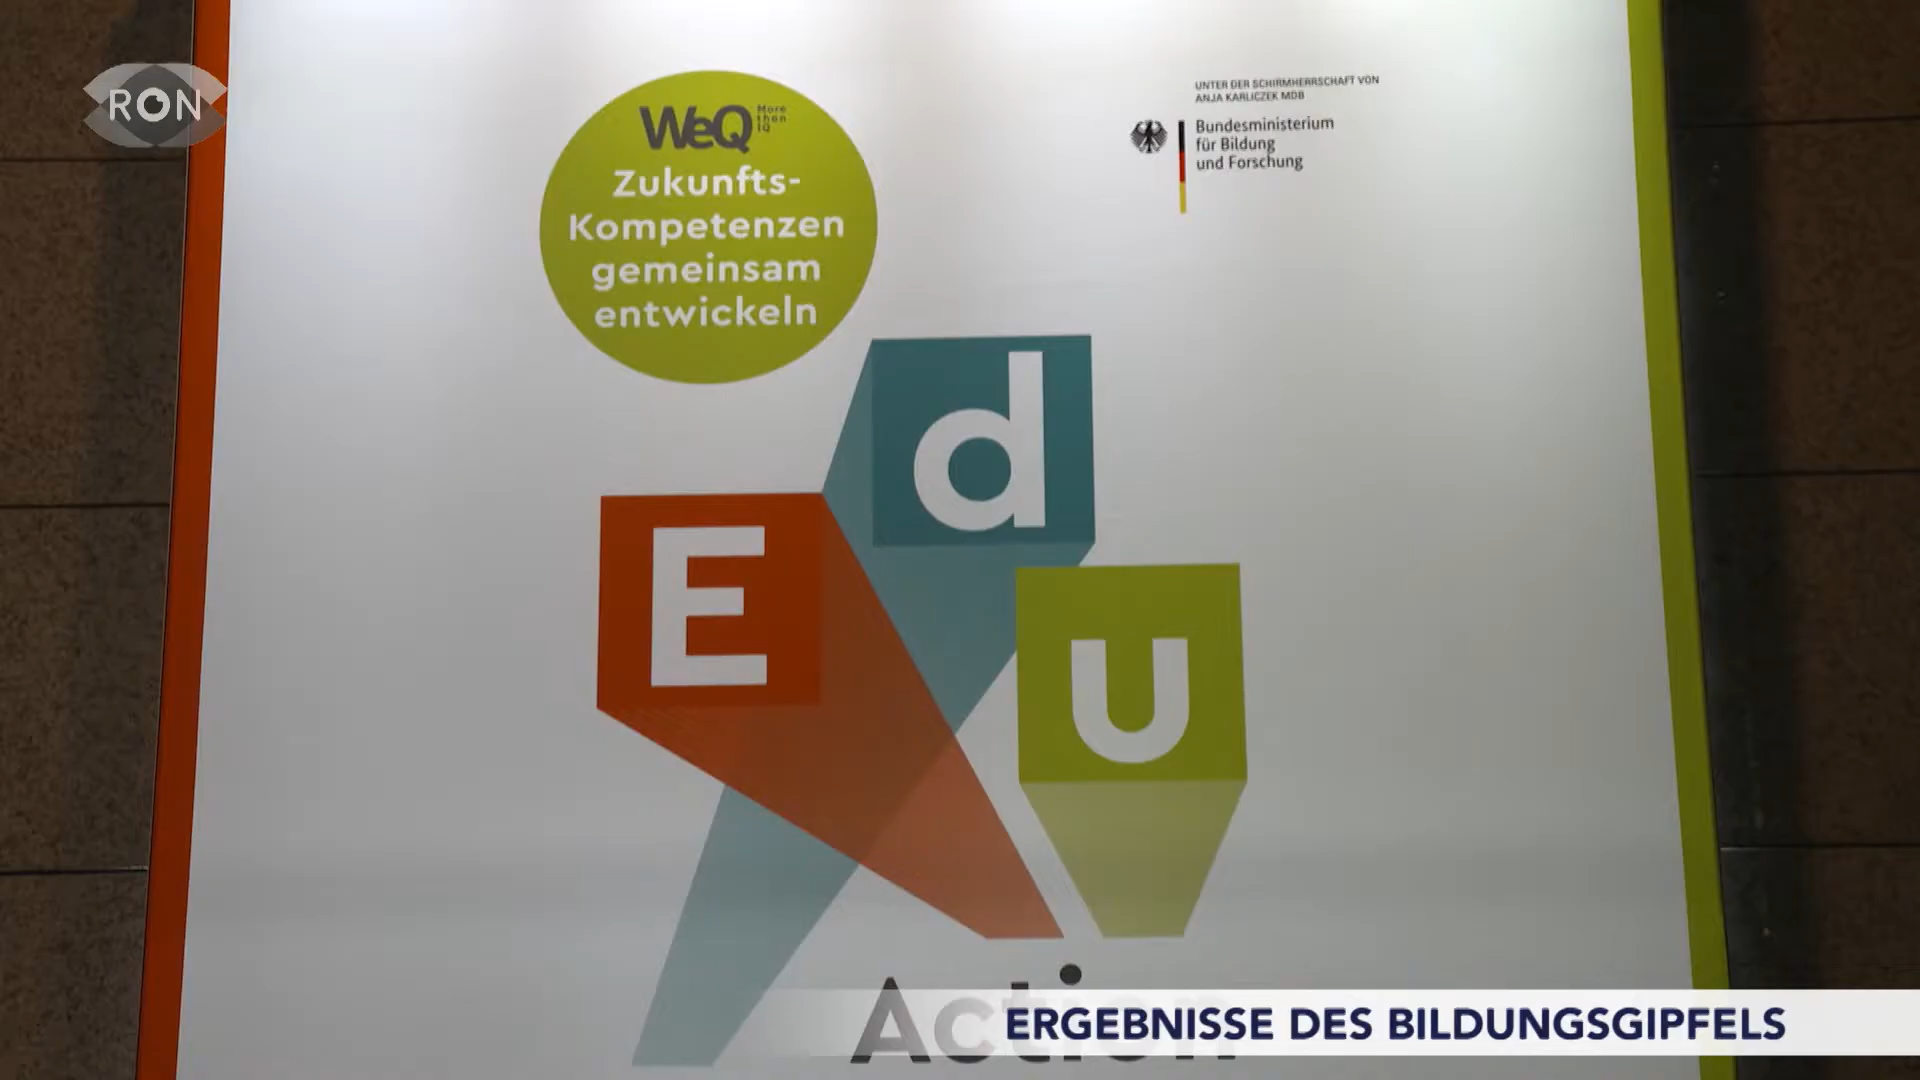 RON
WeQ
More
than
IQ
Zukunfts-
Kompetenzen
gemeinsam
entwickeln
UNTER DER SCHIRMHERRSCHAFT VON
ANJA KARLICZEK MDB
Bundesministerium
für Bildung
und Forschung
d
E
u
Action
ERGEBNISSE DES BILDUNGSGIPFELS